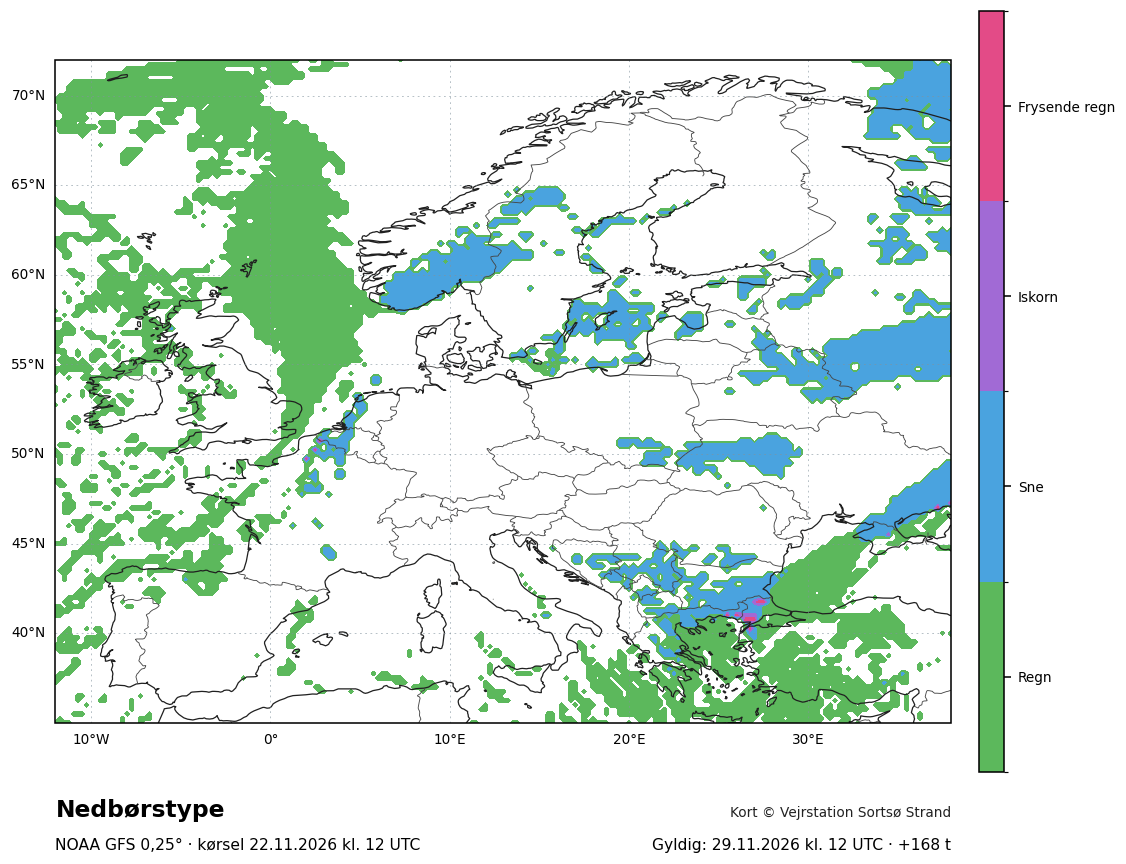 Frysende regn
Iskorn
Sne
Regn
70°N
65°N
60°N
55°N
50°N
45°N
40°N
10°W
0°
10°E
20°E
30°E
Nedbørstype
Kort © Vejrstation Sortsø Strand
NOAA GFS 0,25° · kørsel 22.11.2026 kl. 12 UTC
Gyldig: 29.11.2026 kl. 12 UTC · +168 t